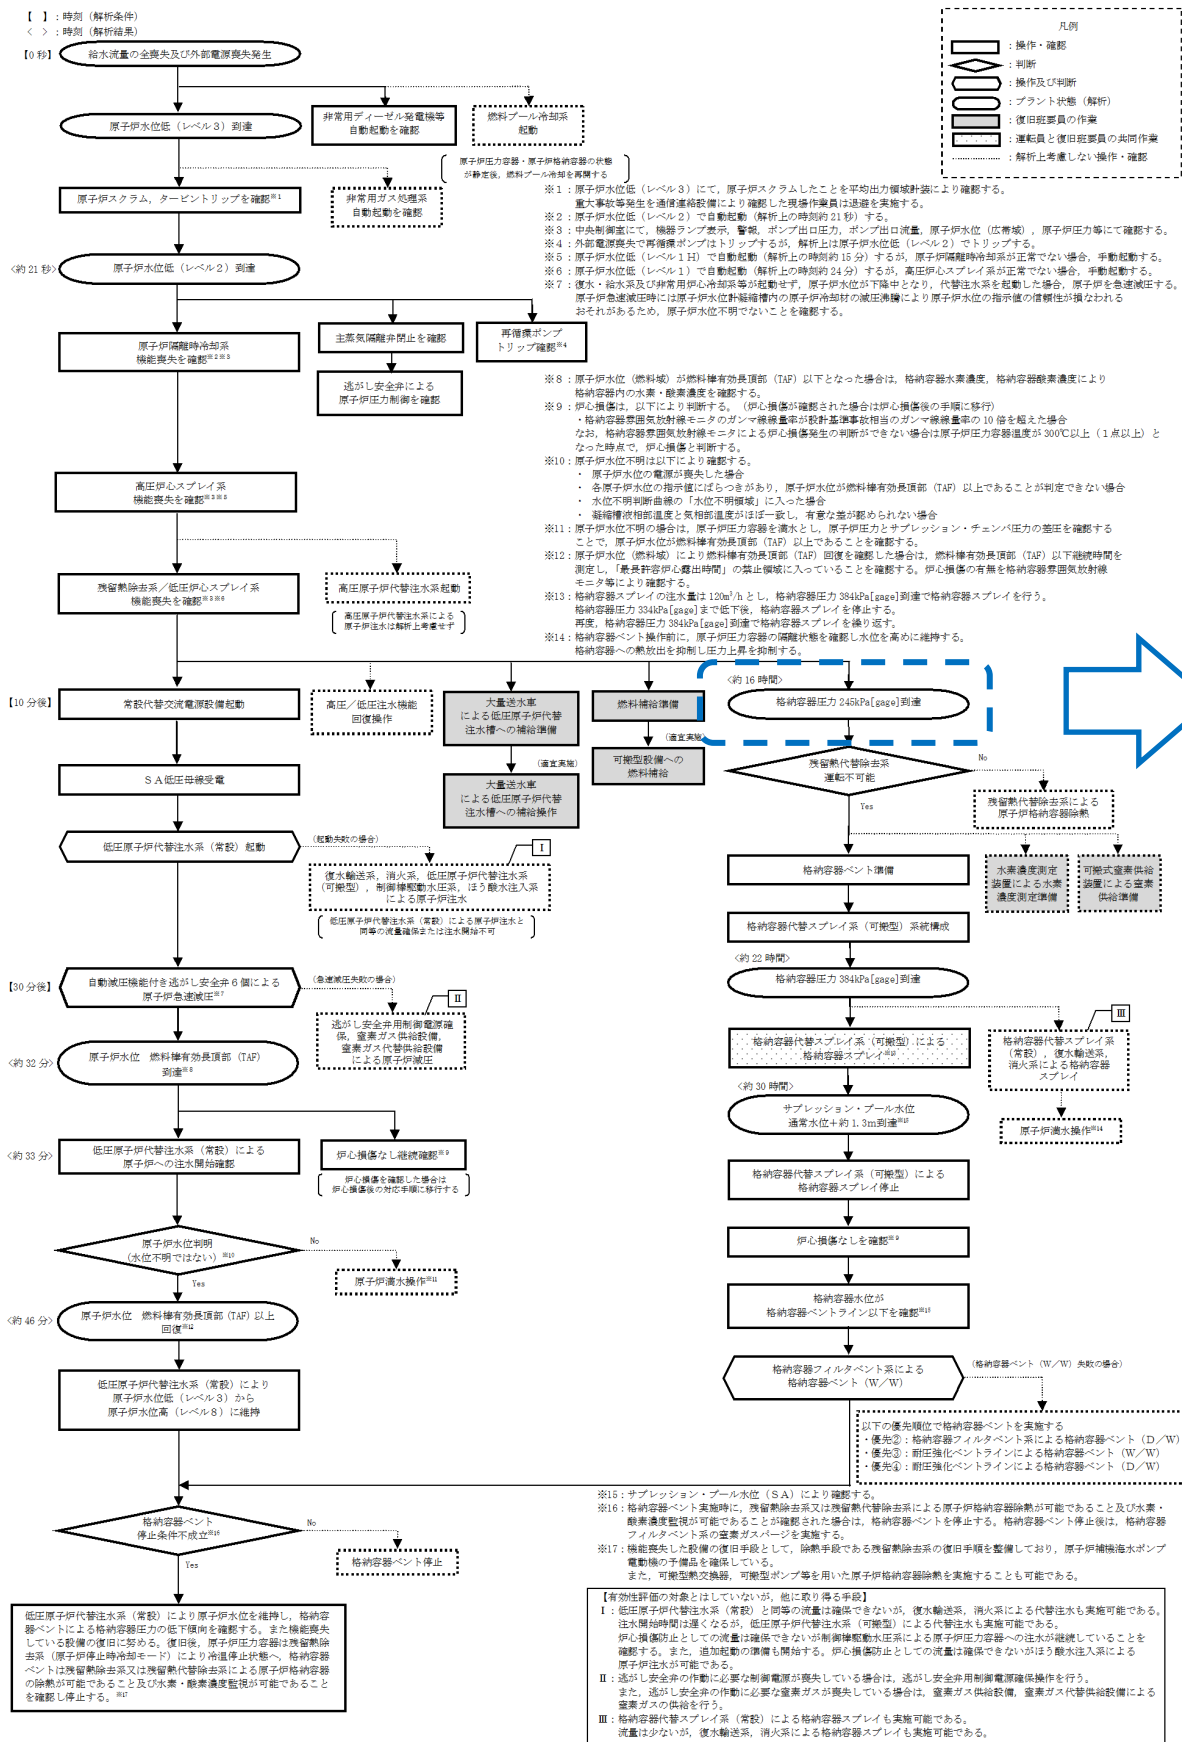 【　】：時刻（解析条件）
＜　＞：時刻（解析結果）
凡例
：操作・確認
：判断
：操作及び判断
：プラント状態（解析）
：復旧班要員の作業
：運転員と復旧班要員の共同作業
：解析上考慮しない操作・確認
【0秒】
給水流量の全喪失及び外部電源喪失発生
原子炉水位低（レベル３）到達
非常用ディーゼル発電機等
自動起動を確認
燃料プール冷却系
起動
原子炉圧力容器・原子炉格納容器の状態
が静定後，燃料プール冷却を再開する
原子炉スクラム，タービントリップを確認※1
非常用ガス処理系
自動起動を確認
＜約21秒＞
原子炉水位低（レベル２）到達
原子炉隔離時冷却系
機能喪失を確認※2※3
主蒸気隔離弁閉止を確認
再循環ポンプ
トリップ確認※4
逃がし安全弁による
原子炉圧力制御を確認
高圧炉心スプレイ系
機能喪失を確認※3※5
残留熱除去系／低圧炉心スプレイ系
機能喪失を確認※3※6
高圧原子炉代替注水系起動
高圧原子炉代替注水系による
原子炉注水は解析上考慮せず
※１：原子炉水位低（レベル３）にて，原子炉スクラムしたことを平均出力領域計装により確認する。
重大事故等発生を通信連絡設備により確認した現場作業員は退避を実施する。
※２：原子炉水位低（レベル２）で自動起動（解析上の時刻約21秒）する。
※３：中央制御室にて，機器ランプ表示，警報，ポンプ出口圧力，ポンプ出口流量，原子炉水位（広帯域），原子炉圧力等にて確認する。
※４：外部電源喪失で再循環ポンプはトリップするが，解析上は原子炉水位低（レベル２）でトリップする。
※５：原子炉水位低（レベル１H）で自動起動（解析上の時刻約15分）するが，原子炉隔離時冷却系が正常でない場合，手動起動する。
※６：原子炉水位低（レベル１）で自動起動（解析上の時刻約24分）するが，高圧炉心スプレイ系が正常でない場合，手動起動する。
※７：復水・給水系及び非常用炉心冷却系等が起動せず，原子炉水位が下降中となり，代替注水系を起動した場合，原子炉を急速減圧する。
原子炉急速減圧時には原子炉水位計凝縮槽内の原子炉冷却材の減圧沸騰により原子炉水位の指示値の信頼性が損なわれる
おそれがあるため，原子炉水位不明でないことを確認する。
※８：原子炉水位（燃料域）が燃料棒有効長頂部（TAF）以下となった場合は，格納容器水素濃度，格納容器酸素濃度により
格納容器内の水素・酸素濃度を確認する。
※９：炉心損傷は，以下により判断する。（炉心損傷が確認された場合は炉心損傷後の手順に移行）
・格納容器雰囲気放射線モニタのガンマ線線量率が設計基準事故相当のガンマ線線量率の10倍を超えた場合
なお，格納容器雰囲気放射線モニタによる炉心損傷発生の判断ができない場合は原子炉圧力容器温度が300℃以上（１点以上）と
なった時点で，炉心損傷と判断する。
※10：原子炉水位不明は以下により確認する。
・　原子炉水位の電源が喪失した場合
・　各原子炉水位の指示値にばらつきがあり，原子炉水位が燃料棒有効長頂部（TAF）以上であることが判定できない場合
・　水位不明判断曲線の「水位不明領域」に入った場合
・　凝縮槽液相部温度と気相部温度がほぼ一致し，有意な差が認められない場合
※11：原子炉水位不明の場合は，原子炉圧力容器を満水とし，原子炉圧力とサプレッション・チェンバ圧力の差圧を確認する
ことで，原子炉水位が燃料棒有効長頂部（TAF）以上であることを確認する。
※12：原子炉水位（燃料域）により燃料棒有効長頂部（TAF）回復を確認した場合は，燃料棒有効長頂部（TAF）以下継続時間を
測定し，「最長許容炉心露出時間」の禁止領域に入っていることを確認する。炉心損傷の有無を格納容器雰囲気放射線
モニタ等により確認する。
※13：格納容器スプレイの注水量は120m³/hとし，格納容器圧力384kPa[gage]到達で格納容器スプレイを行う。
格納容器圧力334kPa[gage]まで低下後，格納容器スプレイを停止する。
再度，格納容器圧力384kPa[gage]到達で格納容器スプレイを繰り返す。
※14：格納容器ベント操作前に，原子炉圧力容器の隔離状態を確認し水位を高めに維持する。
格納容器への熱放出を抑制し圧力上昇を抑制する。
【10分後】
常設代替交流電源設備起動
高圧／低圧注水機能
回復操作
大量送水車
による低圧原子炉代替
注水槽への補給準備
燃料補給準備
＜約16時間＞
格納容器圧力245kPa[gage]到達
（適宜実施）
（適宜実施）
大量送水車
による低圧原子炉代替
注水槽への補給操作
可搬型設備への
燃料補給
ＳＡ低圧母線受電
残留熱代替除去系
運転不可能
No
Yes
残留熱代替除去系による
原子炉格納容器除熱
低圧原子炉代替注水系（常設）起動
（起動失敗の場合）
Ⅰ
復水輸送系，消火系，低圧原子炉代替注水系
（可搬型），制御棒駆動水圧系，ほう酸水注入系
による原子炉注水
低圧原子炉代替注水系（常設）による原子炉注水と
同等の流量確保または注水開始不可
格納容器ベント準備
水素濃度測定
装置による水素
濃度測定準備
可搬式窒素供給
装置による窒素
供給準備
格納容器代替スプレイ系（可搬型）系統構成
＜約22時間＞
格納容器圧力384kPa[gage]到達
【30分後】
自動減圧機能付き逃がし安全弁６個による
原子炉急速減圧※7
（急速減圧失敗の場合）
Ⅱ
逃がし安全弁用制御電源確
保，窒素ガス供給設備，
窒素ガス代替供給設備
による原子炉減圧
格納容器代替スプレイ系（可搬型）による
格納容器スプレイ※13
Ⅲ
格納容器代替スプレイ系
（常設），復水輸送系，
消火系による格納容器
スプレイ
原子炉満水操作※14
＜約32分＞
原子炉水位　燃料棒有効長頂部（TAF）
到達※8
＜約30時間＞
サプレッション・プール水位
通常水位＋約1.3m到達※15
＜約33分＞
低圧原子炉代替注水系（常設）による
原子炉への注水開始確認
炉心損傷なし継続確認※9
炉心損傷を確認した場合は
炉心損傷後の対応手順に移行する
格納容器代替スプレイ系（可搬型）による
格納容器スプレイ停止
炉心損傷なしを確認※9
原子炉水位判明
（水位不明ではない）※10
No
Yes
原子炉満水操作※11
格納容器水位が
格納容器ベントライン以下を確認※15
＜約46分＞
原子炉水位　燃料棒有効長頂部（TAF）以上
回復※12
格納容器フィルタベント系による
格納容器ベント（Ｗ／Ｗ）
（格納容器ベント（Ｗ／Ｗ）失敗の場合）
低圧原子炉代替注水系（常設）により
原子炉水位低（レベル３）から
原子炉水位高（レベル８）に維持
以下の優先順位で格納容器ベントを実施する
・優先②：格納容器フィルタベント系による格納容器ベント（Ｄ／Ｗ）
・優先③：耐圧強化ベントラインによる格納容器ベント（Ｗ／Ｗ）
・優先④：耐圧強化ベントラインによる格納容器ベント（Ｄ／Ｗ）
格納容器ベント
停止条件不成立※16
No
Yes
格納容器ベント停止
※15：サプレッション・プール水位（ＳＡ）により確認する。
※16：格納容器ベント実施時に，残留熱除去系又は残留熱代替除去系による原子炉格納容器除熱が可能であること及び水素・
酸素濃度監視が可能であることが確認された場合は，格納容器ベントを停止する。格納容器ベント停止後は，格納容器
フィルタベント系の窒素ガスパージを実施する。
※17：機能喪失した設備の復旧手段として，除熱手段である残留熱除去系の復旧手順を整備しており，原子炉補機海水ポンプ
電動機の予備品を確保している。
また，可搬型熱交換器，可搬型ポンプ等を用いた原子炉格納容器除熱を実施することも可能である。
低圧原子炉代替注水系（常設）により原子炉水位を維持し，格納容
器ベントによる格納容器圧力の低下傾向を確認する。また機能喪失
している設備の復旧に努める。復旧後，原子炉圧力容器は残留熱除
去系（原子炉停止時冷却モード）により冷温停止状態へ，格納容器
ベントは残留熱除去系又は残留熱代替除去系による原子炉格納容器
の除熱が可能であること及び水素・酸素濃度監視が可能であること
を確認し停止する。※17
【有効性評価の対象とはしていないが，他に取り得る手段】
Ⅰ：低圧原子炉代替注水系（常設）と同等の流量は確保できないが，復水輸送系，消火系による代替注水も実施可能である。
注水開始時間は遅くなるが，低圧原子炉代替注水系（可搬型）による代替注水も実施可能である。
炉心損傷防止としての流量は確保できないが制御棒駆動水圧系による原子炉圧力容器への注水が継続していることを
確認する。また，追加起動の準備も開始する。炉心損傷防止としての流量は確保できないがほう酸水注入系による
原子炉注水が可能である。
Ⅱ：逃がし安全弁の作動に必要な制御電源が喪失している場合は，逃がし安全弁用制御電源確保操作を行う。
また，逃がし安全弁の作動に必要な窒素ガスが喪失している場合は，窒素ガス供給設備，窒素ガス代替供給設備による
窒素ガスの供給を行う。
Ⅲ：格納容器代替スプレイ系（常設）による格納容器スプレイも実施可能である。
流量は少ないが，復水輸送系，消火系による格納容器スプレイも実施可能である。